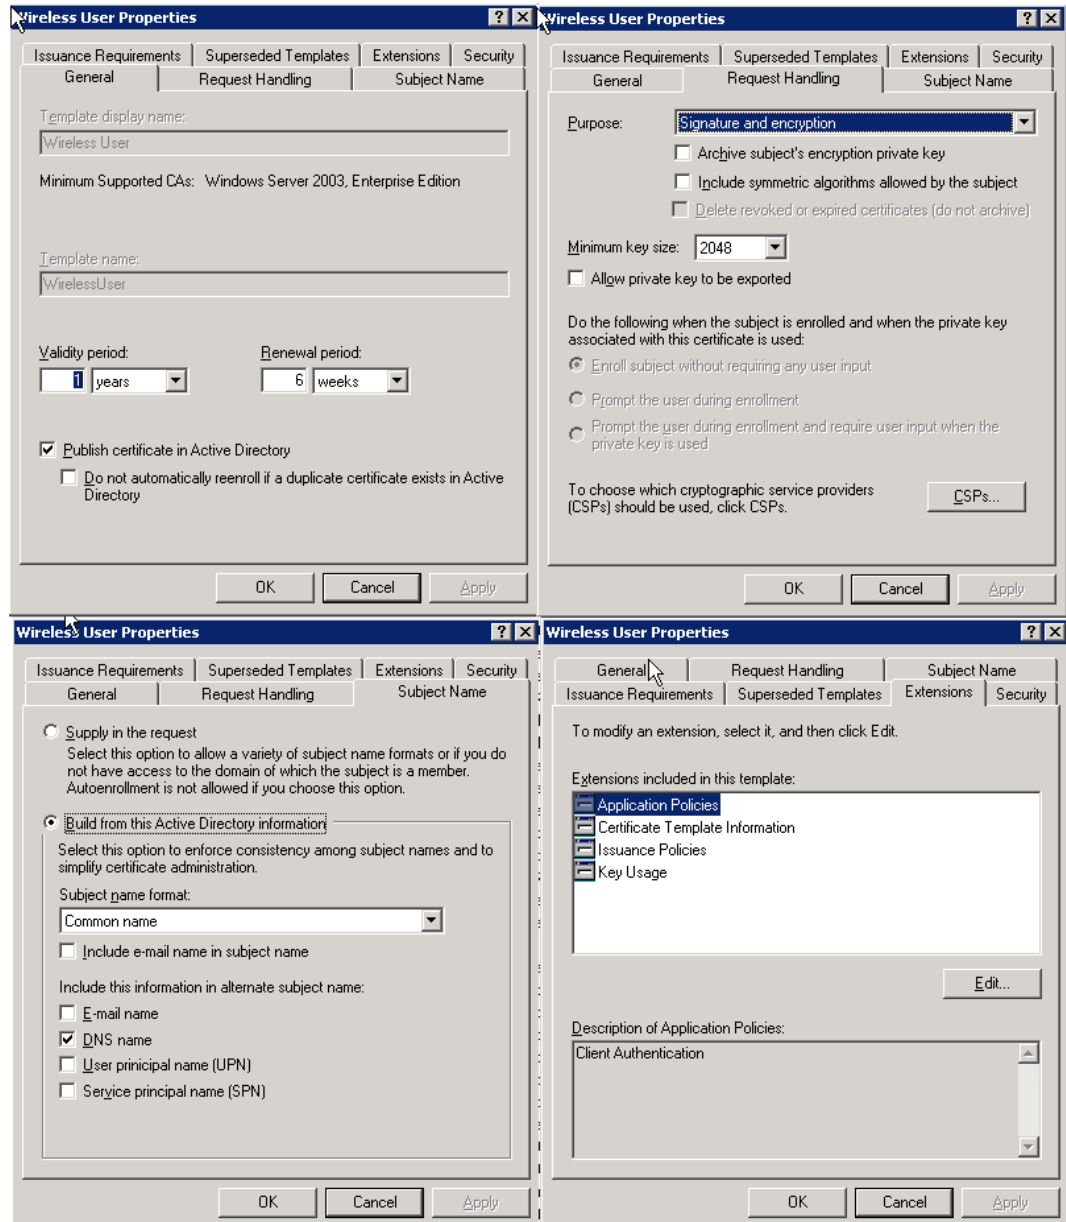 Wireless User Properties
Issuance Requirements
Superseded Templates
Extensions
Security
General
Request Handling
Subject Name
Template display name:
Wireless User
Minimum Supported CAs: Windows Server 2003, Enterprise Edition
Template name:
WirelessUser
Validity period:
Renewal period:
1 years
6 weeks
Publish certificate in Active Directory
Do not automatically reenroll if a duplicate certificate exists in Active
Directory
OK
Cancel
Apply
Wireless User Properties
Issuance Requirements
Superseded Templates
Extensions
Security
General
Request Handling
Subject Name
Purpose:
Signature and encryption
Archive subject's encryption private key
Include symmetric algorithms allowed by the subject
Delete revoked or expired certificates (do not archive)
Minimum key size:
2048
Allow private key to be exported
Do the following when the subject is enrolled and when the private key
associated with this certificate is used:
Enroll subject without requiring any user input
Prompt the user during enrollment
Prompt the user during enrollment and require user input when the
private key is used
To choose which cryptographic service providers
(CSPs) should be used, click CSPs.
CSPs...
OK
Cancel
Apply
Wireless User Properties
Issuance Requirements
Superseded Templates
Extensions
Security
General
Request Handling
Subject Name
Supply in the request
Select this option to allow a variety of subject name formats or if you do
not have access to the domain of which the subject is a member.
Autoenrollment is not allowed if you choose this option.
Build from this Active Directory information
Select this option to enforce consistency among subject names and to
simplify certificate administration.
Subject name format:
Common name
Include e-mail name in subject name
Include this information in alternate subject name:
E-mail name
DNS name
User prinicipal name (UPN)
Service principal name (SPN)
OK
Cancel
Apply
Wireless User Properties
General
Request Handling
Subject Name
Issuance Requirements
Superseded Templates
Extensions
Security
To modify an extension, select it, and then click Edit.
Extensions included in this template:
Application Policies
Certificate Template Information
Issuance Policies
Key Usage
Edit...
Description of Application Policies:
Client Authentication
OK
Cancel
Apply